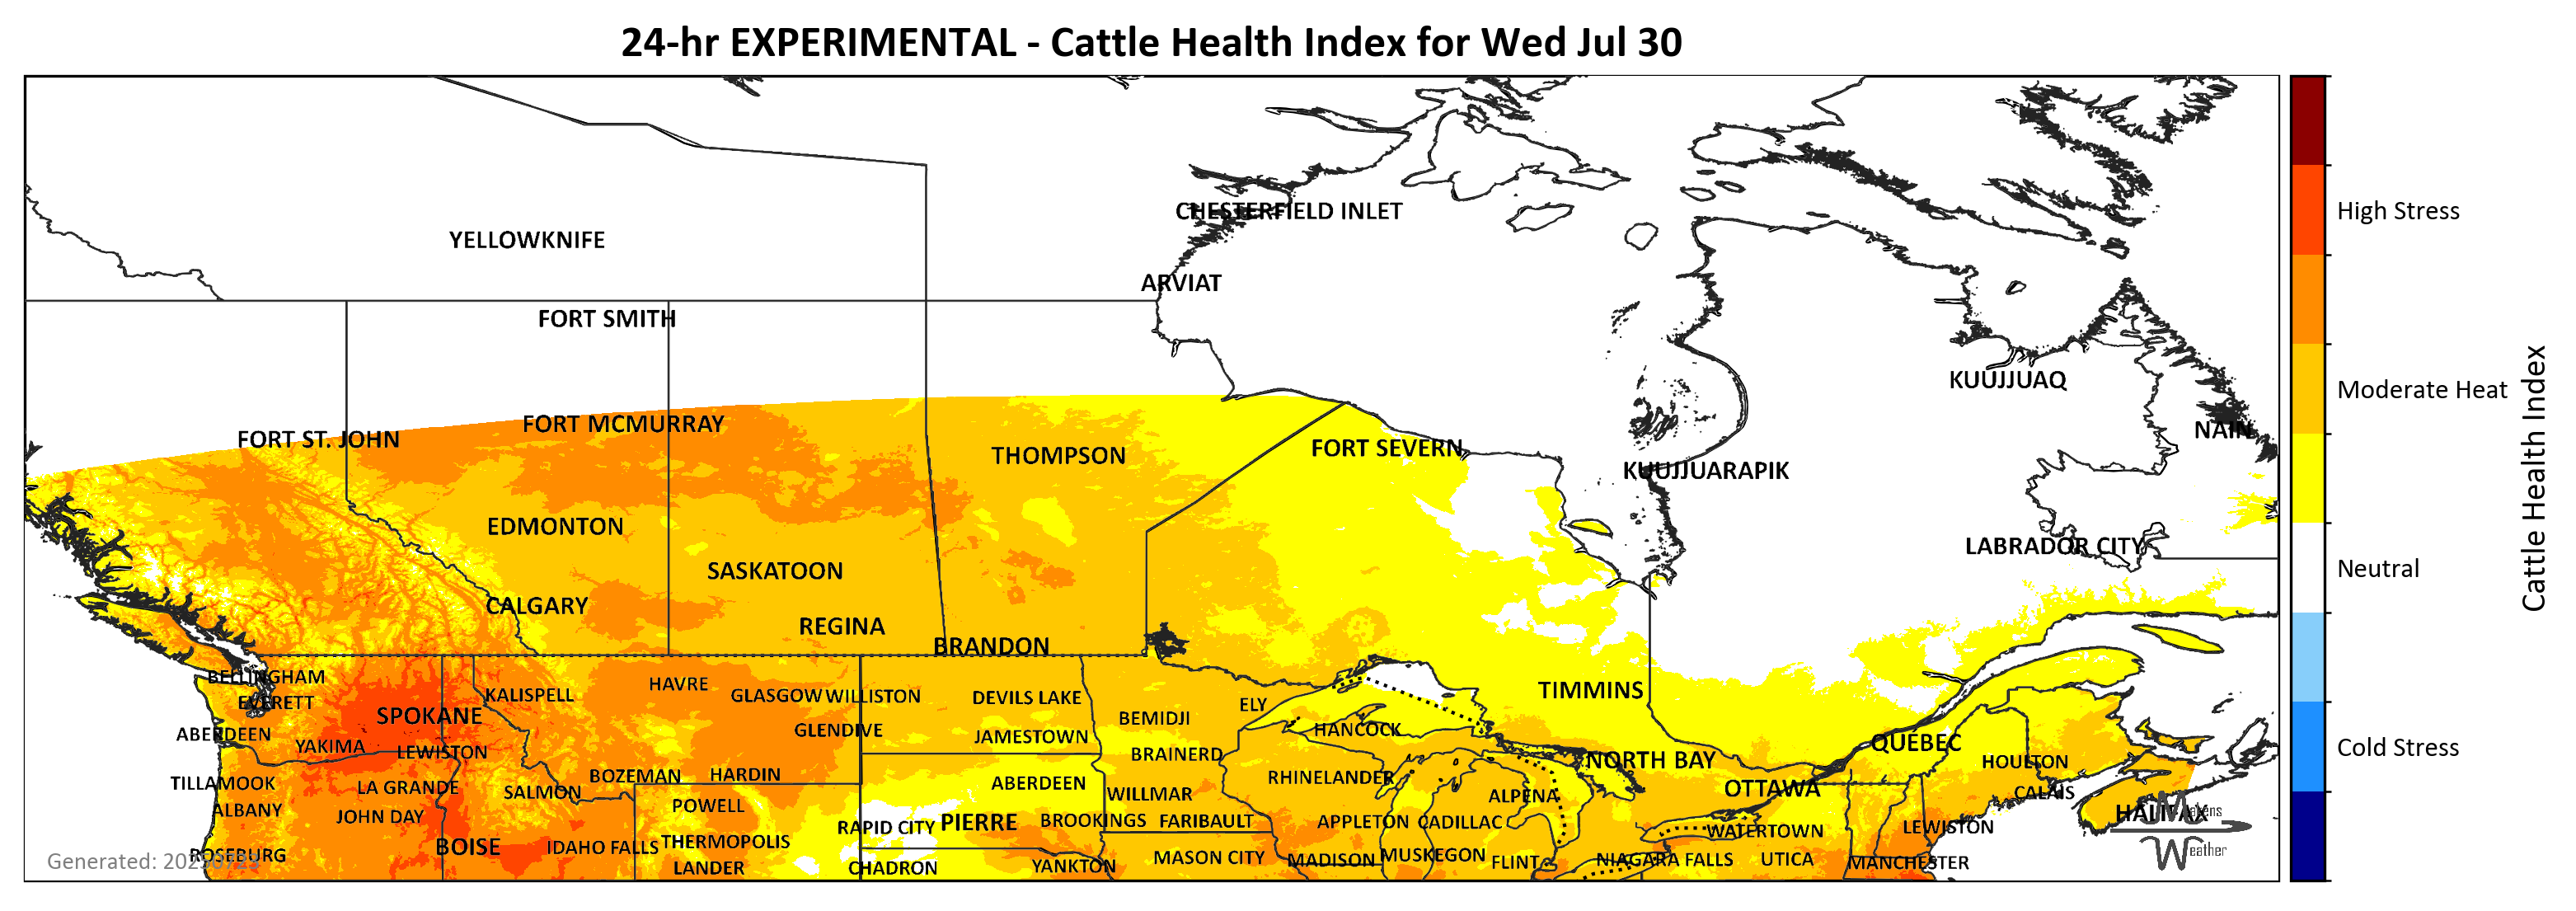 24-hr EXPERIMENTAL - Cattle Health Index for Wed Jul 30
CHESTERFIELD INLET
High Stress
YELLOWKNIFE
ARVIAT
FORT SMITH
KUUJJUAQ
Moderate Heat
FORT MCMURRAY
NAIN
FORT ST. JOHN
THOMPSON
FORT SEVERN
KUUJJUARAPIK
Cattle Health Index
EDMONTON
LABRADOR CITY
SASKATOON
Neutral
CALGARY
REGINA
BRANDON
BELLINGHAM
HAVRE
KALISPELL
GLASGOW
WILLISTON
DEVILS LAKE
TIMMINS
EVERETT
ELY
SPOKANE
BEMIDJI
GLENDIVE
HANCOCK
ABERDEEN
JAMESTOWN
QUEBEC
YAKIMA
LEWISTON
BRAINERD
Cold Stress
NORTH BAY
HOULTON
BOZEMAN
HARDIN
RHINELANDER
TILLAMOOK
LA GRANDE
SALMON
ABERDEEN
WILLMAR
ALPENA
OTTAWA
CALAIS
ALBANY
JOHN DAY
POWELL
HALIFAX
Makens
RAPID CITY
PIERRE
BROOKINGS
FARIBAULT
APPLETON
CADILLAC
WATERTOWN
LEWISTON
BOISE
IDAHO FALLS
THERMOPOLIS
Weather
ROSEBURG
Generated:
MASON CITY
MADISON
MUSKEGON
FLINT
NIAGARA FALLS
UTICA
MANCHESTER
LANDER
CHADRON
YANKTON